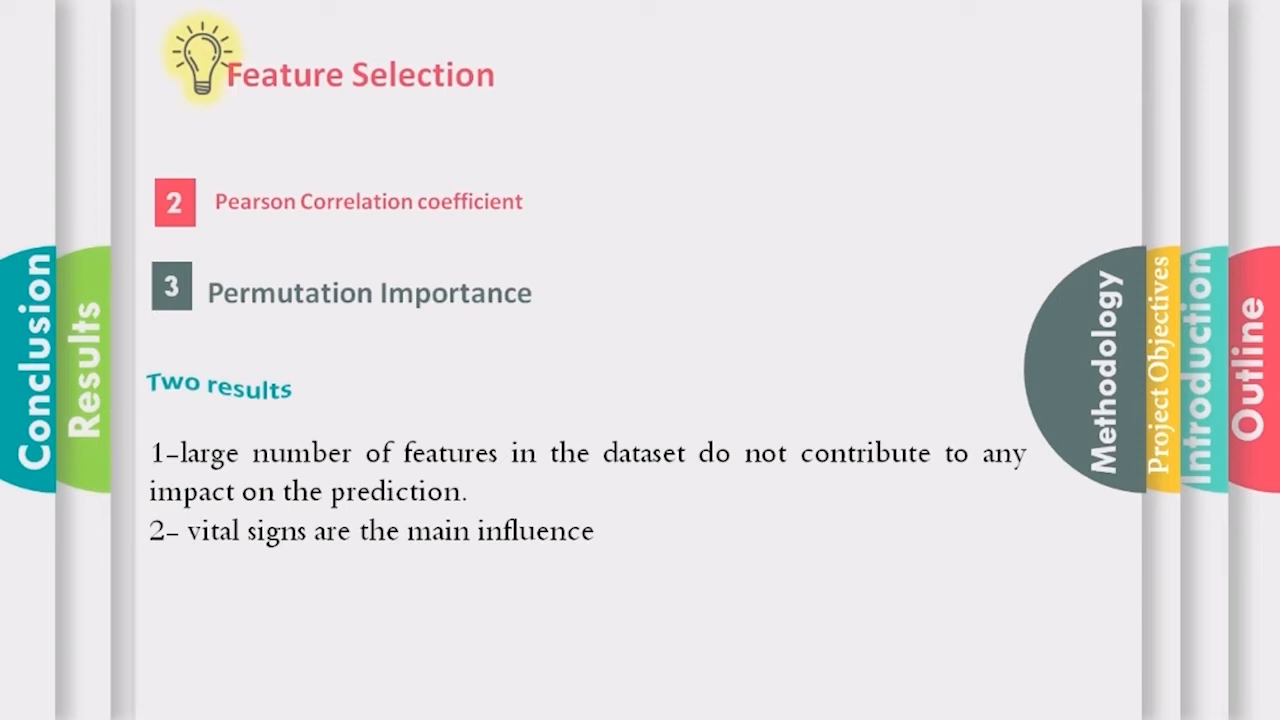 Feature Selection
2 Pearson Correlation coefficient
3 Permutation Importance
Two results
1-large number of features in the dataset do not contribute to any
impact on the prediction.
2- vital signs are the main influence
Conclusion
Results
Methodology
Project Objectives
Introduction
Outline